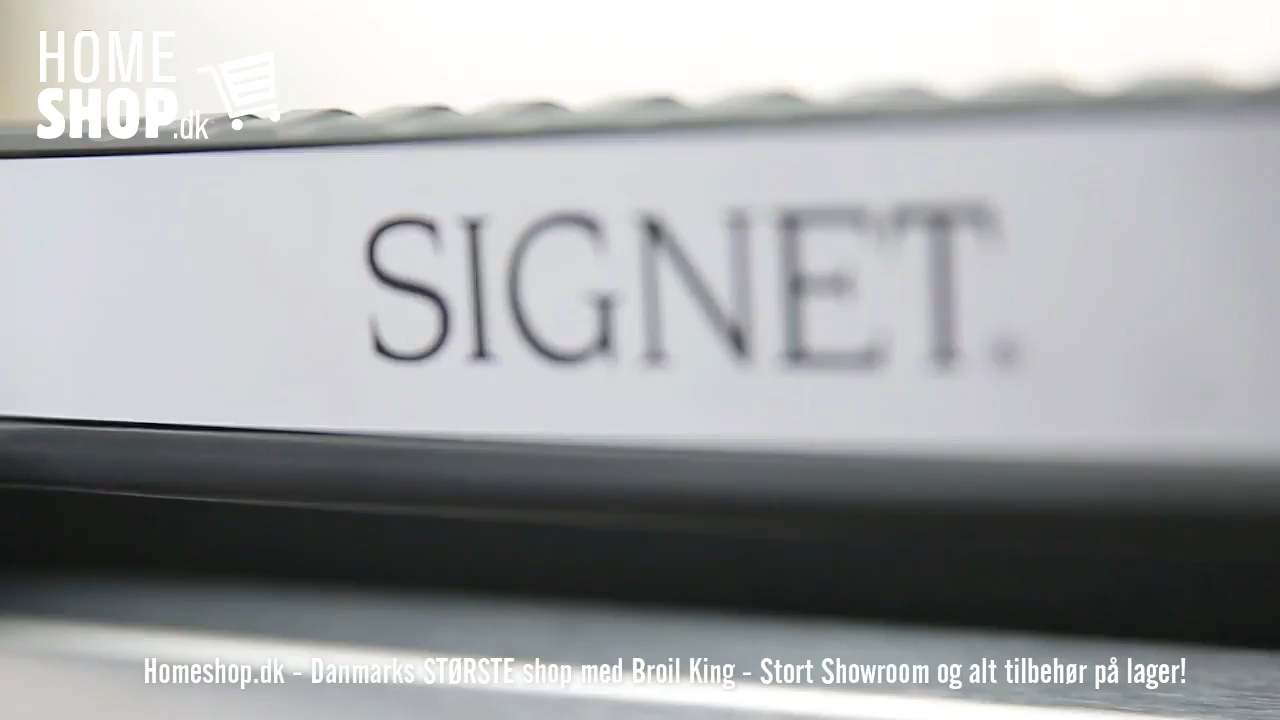 HOME
SHOP.dk
SIGNET.
Homeshop.dk - Danmarks STØRSTE shop med Broil King - Stort Showroom og alt tilbehør på lager!